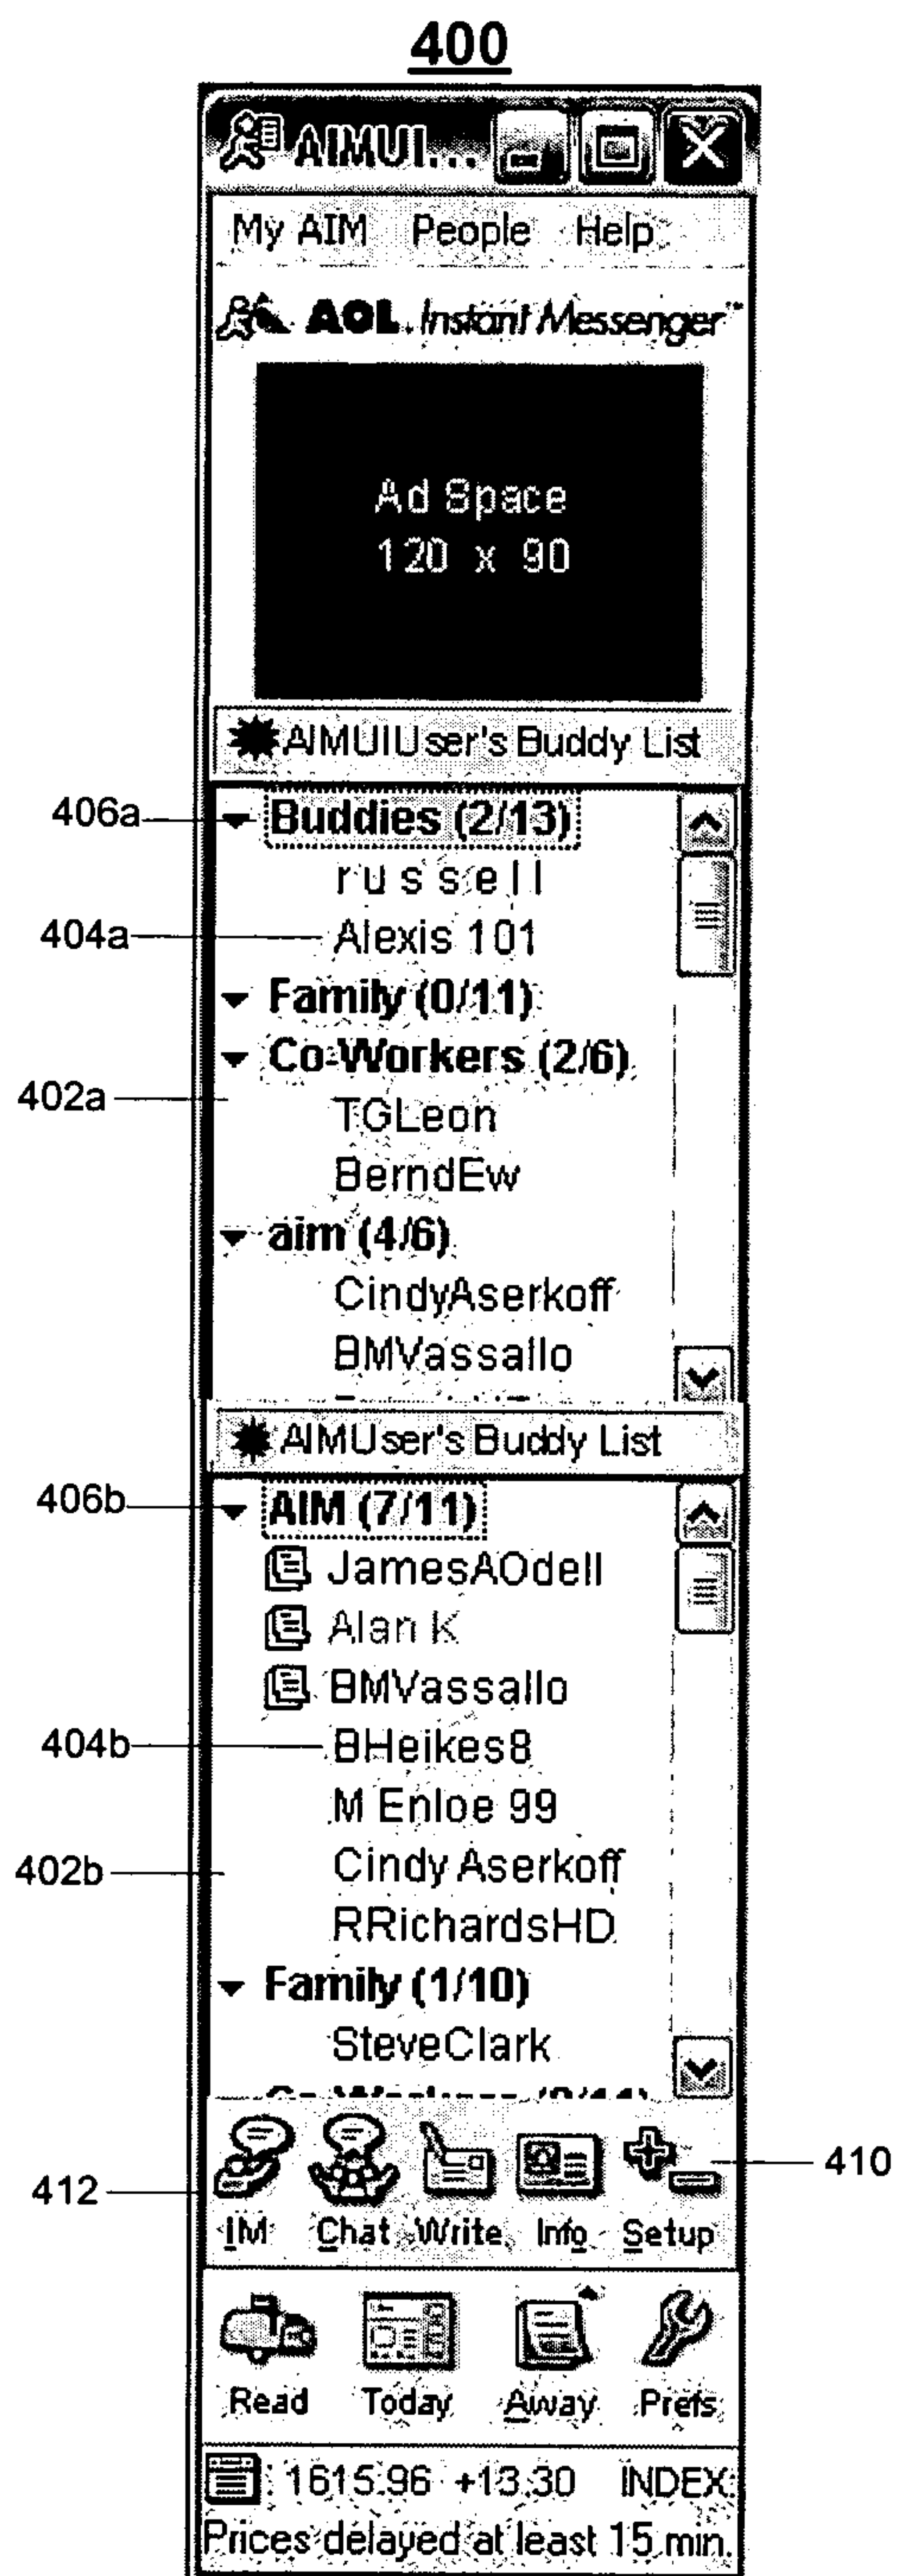 400
AIMUI...
My AIM People Help
AOL Instant Messenger™
Ad Space
120 x 90
AIMUIUser's Buddy List
406a Buddies (2/13)
russell
404a Alexis 101
Family (0/11)
Co-Workers (2/6)
402a
TGLeon
BerndEw
aim (4/6)
CindyAserkoff
BMVassallo
AIMUser's Buddy List
406b AIM (7/11)
JamesAOdell
Alan K
BMVassallo
404b BHeikes8
M Enloe 99
402b Cindy Aserkoff
RRichardsHD
Family (1/10)
SteveClark
410
412
IM Chat Write Info Setup
Read Today Away Prefs
1615.96 +13.30 INDEX
Prices delayed at least 15 min.